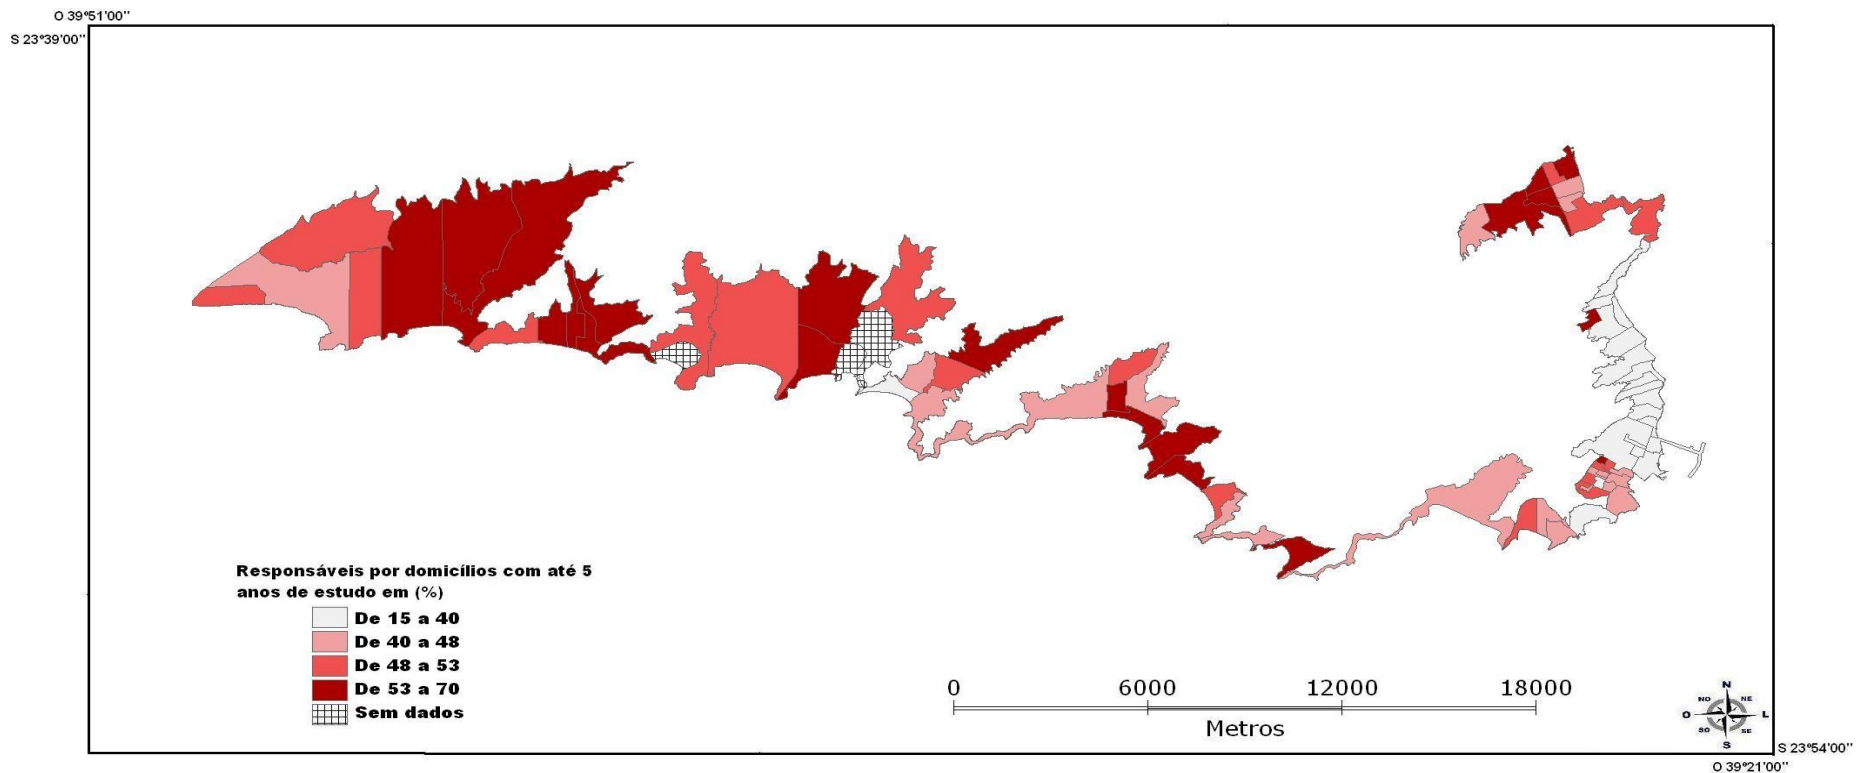 O 39°51'00''
S 23°39'00''
Responsáveis por domicílios com até 5
anos de estudo em (%)
De 15 a 40
De 40 a 48
De 48 a 53
De 53 a 70
Sem dados
0 6000 12000 18000
Metros
N
NO NE
O L
SO SE
S
S 23°54'00''
O 39°21'00''